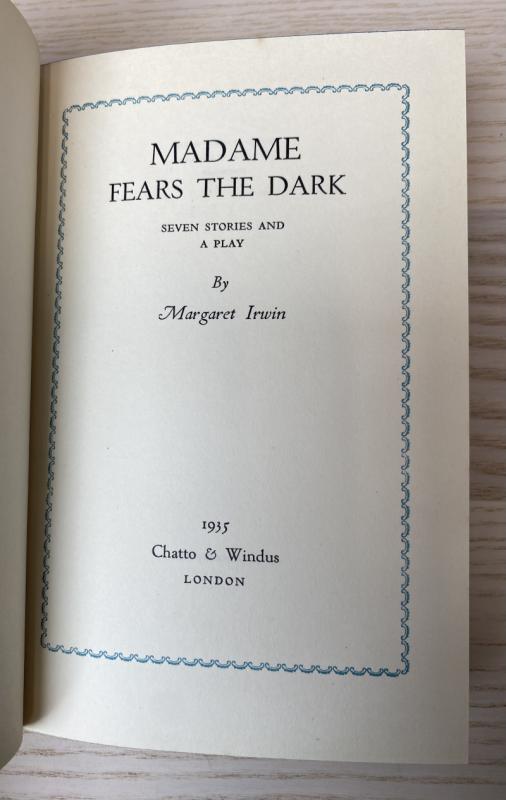 MADAME
FEARS THE DARK
SEVEN STORIES AND
A PLAY
By
Margaret Irwin
1935
Chatto & Windus
LONDON